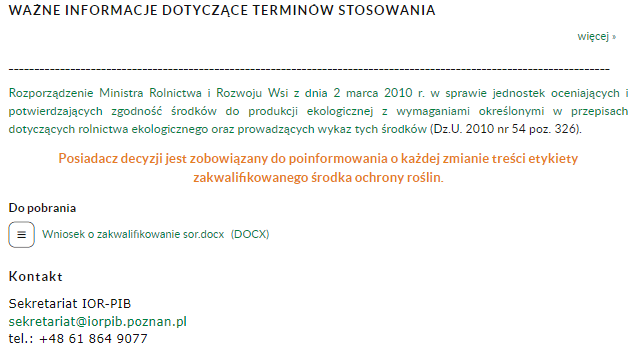 WAŻNE INFORMACJE DOTYCZĄCE TERMINÓW STOSOWANIA
więcej »
Rozporządzenie Ministra Rolnictwa i Rozwoju Wsi z dnia 2 marca 2010 r. w sprawie jednostek oceniających i
potwierdzających zgodność środków do produkcji ekologicznej z wymaganiami określonymi w przepisach
dotyczących rolnictwa ekologicznego oraz prowadzących wykaz tych środków (Dz.U. 2010 nr 54 poz. 326).
Posiadacz decyzji jest zobowiązany do poinformowania o każdej zmianie treści etykiety
zakwalifikowanego środka ochrony roślin.
Do pobrania
Wniosek o zakwalifikowanie sor.docx (DOCX)
Kontakt
Sekretariat IOR-PIB
sekretariat@iorpib.poznan.pl
tel.: +48 61 864 9077